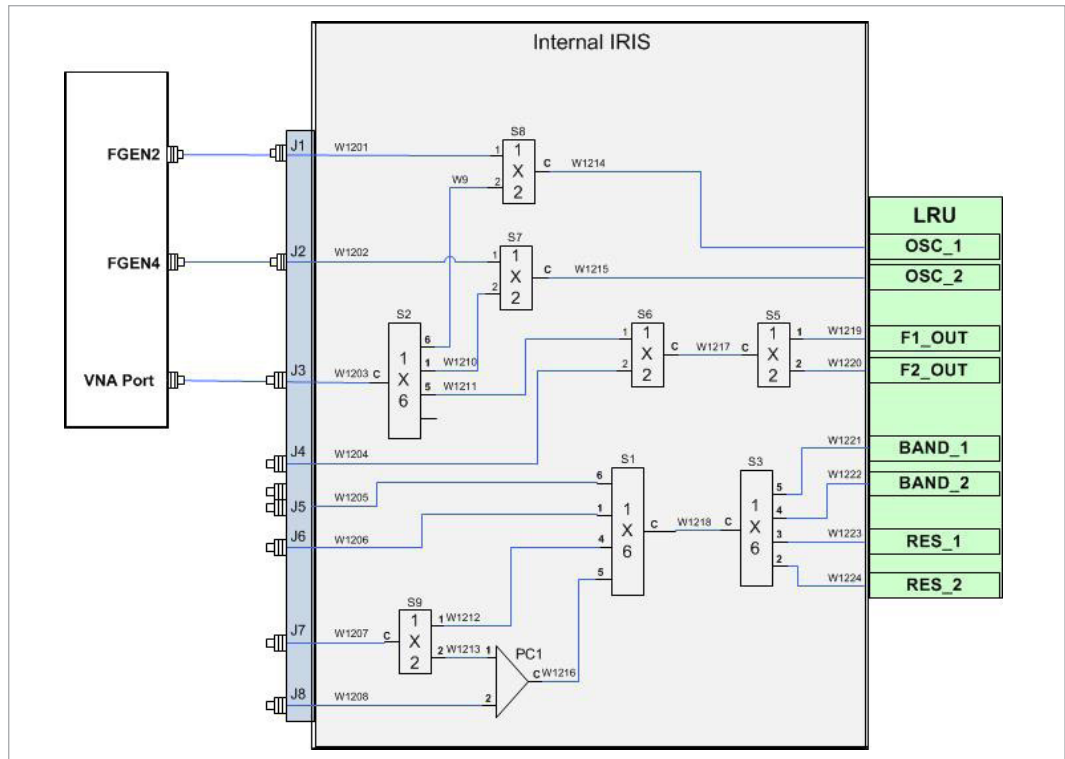 Internal IRIS
FGEN2
FGEN4
VNA Port
J1
W1201
S8
1
2
1
X
2
C
W1214
W9
J2
W1202
S7
1
2
1
X
2
C
W1215
J3
W1203
C
S2
1
X
6
6
1
5
W1210
W1211
S6
1
2
1
X
2
C
W1217
C
S5
1
X
2
1
2
W1219
W1220
J4
W1204
J5
W1205
J6
W1206
S1
6
1
4
5
1
X
6
C
W1218
C
S3
1
X
6
5
4
3
2
W1221
W1222
W1223
W1224
J7
W1207
C
S9
1
X
2
1
W1212
2
W1213
1
2
PC1
C
W1216
J8
W1208
LRU
OSC_1
OSC_2
F1_OUT
F2_OUT
BAND_1
BAND_2
RES_1
RES_2